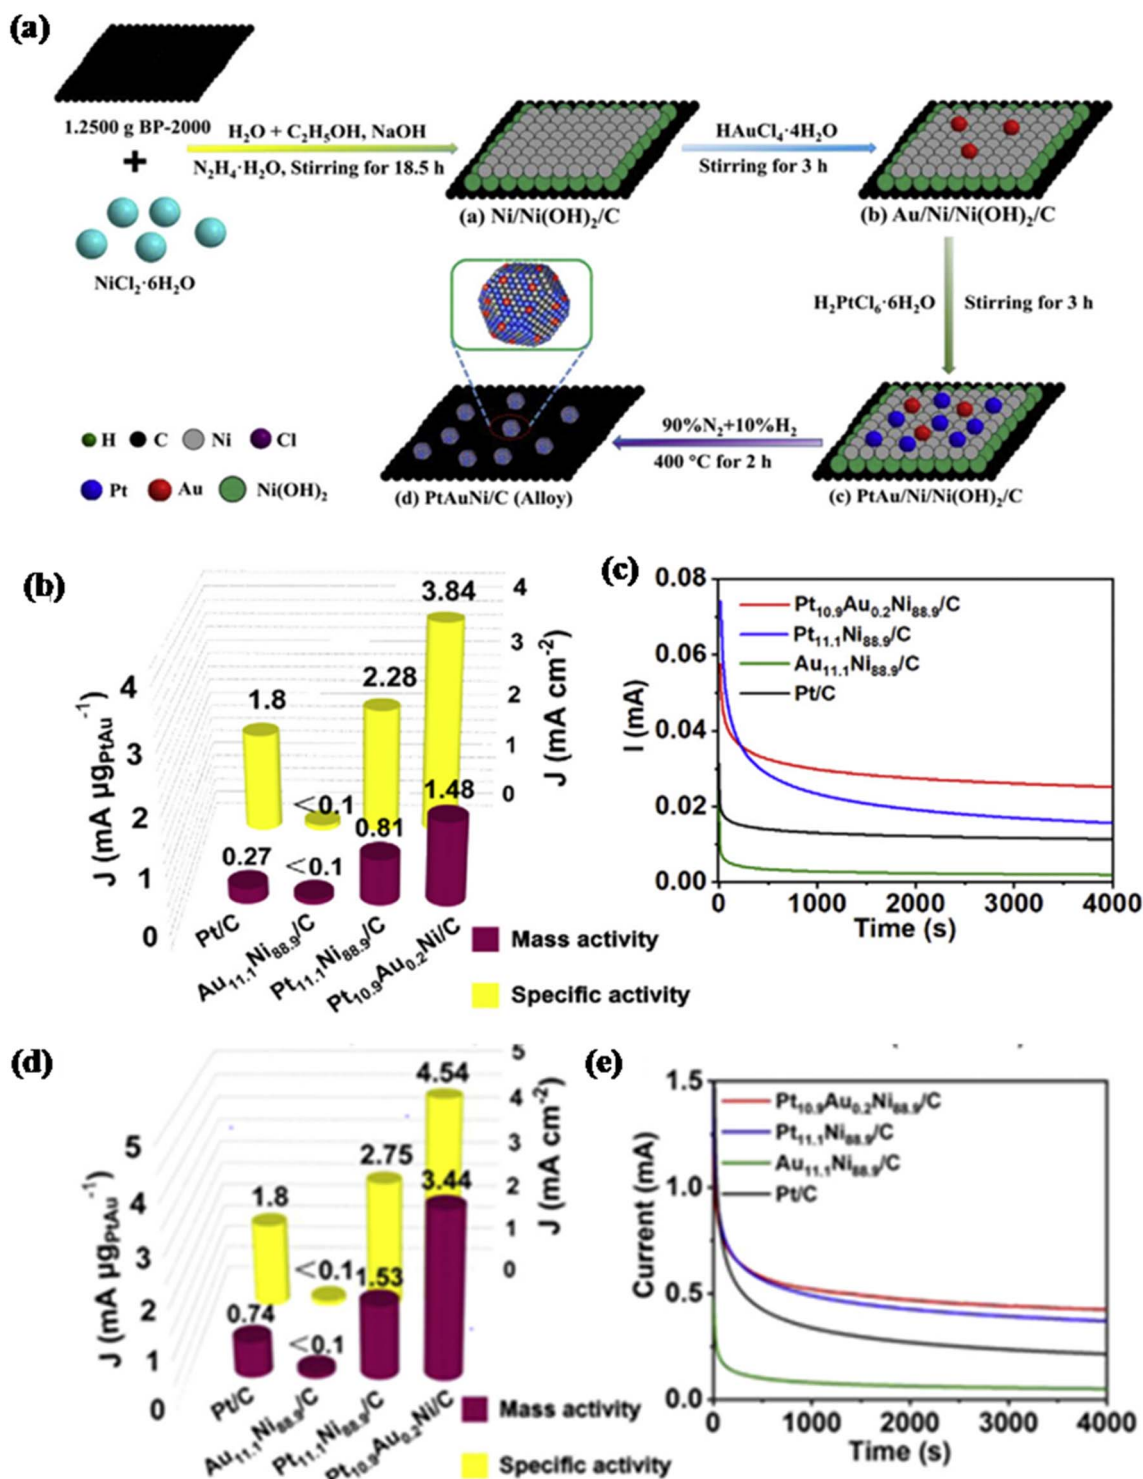 (a)
1.2500 g BP-2000
+
NiCl₂·6H₂O
H₂O + C₂H₅OH, NaOH
N₂H₄·H₂O, Stirring for 18.5 h
(a) Ni/Ni(OH)₂/C
HAuCl₄·4H₂O
Stirring for 3 h
(b) Au/Ni/Ni(OH)₂/C
H₂PtCl₆·6H₂O
Stirring for 3 h
(c) PtAu/Ni/Ni(OH)₂/C
90%N₂+10%H₂
400 °C for 2 h
(d) PtAuNi/C (Alloy)
H C Ni Cl
Pt Au Ni(OH)₂
(b)
J (mA µg_PtAu⁻¹)
4
3
2
1
0
J (mA cm⁻²)
4
3
2
1
0
1.8
<0.1
2.28
3.84
0.27
<0.1
0.81
1.48
Pt/C
Au₁₁.₁Ni₈₈.₉/C
Pt₁₁.₁Ni₈₈.₉/C
Pt₁₀.₉Au₀.₂Ni/C
Mass activity
Specific activity
(c)
I (mA)
0.08
0.06
0.04
0.02
0.00
Pt₁₀.₉Au₀.₂Ni₈₈.₉/C
Pt₁₁.₁Ni₈₈.₉/C
Au₁₁.₁Ni₈₈.₉/C
Pt/C
0 1000 2000 3000 4000
Time (s)
(d)
J (mA µg_PtAu⁻¹)
5
4
3
2
1
0
J (mA cm⁻²)
5
4
3
2
1
0
1.8
<0.1
2.75
4.54
0.74
<0.1
1.53
3.44
Pt/C
Au₁₁.₁Ni₈₈.₉/C
Pt₁₁.₁Ni₈₈.₉/C
Pt₁₀.₉Au₀.₂Ni/C
Mass activity
Specific activity
(e)
Current (mA)
1.5
1.0
0.5
0.0
Pt₁₀.₉Au₀.₂Ni₈₈.₉/C
Pt₁₁.₁Ni₈₈.₉/C
Au₁₁.₁Ni₈₈.₉/C
Pt/C
0 1000 2000 3000 4000
Time (s)